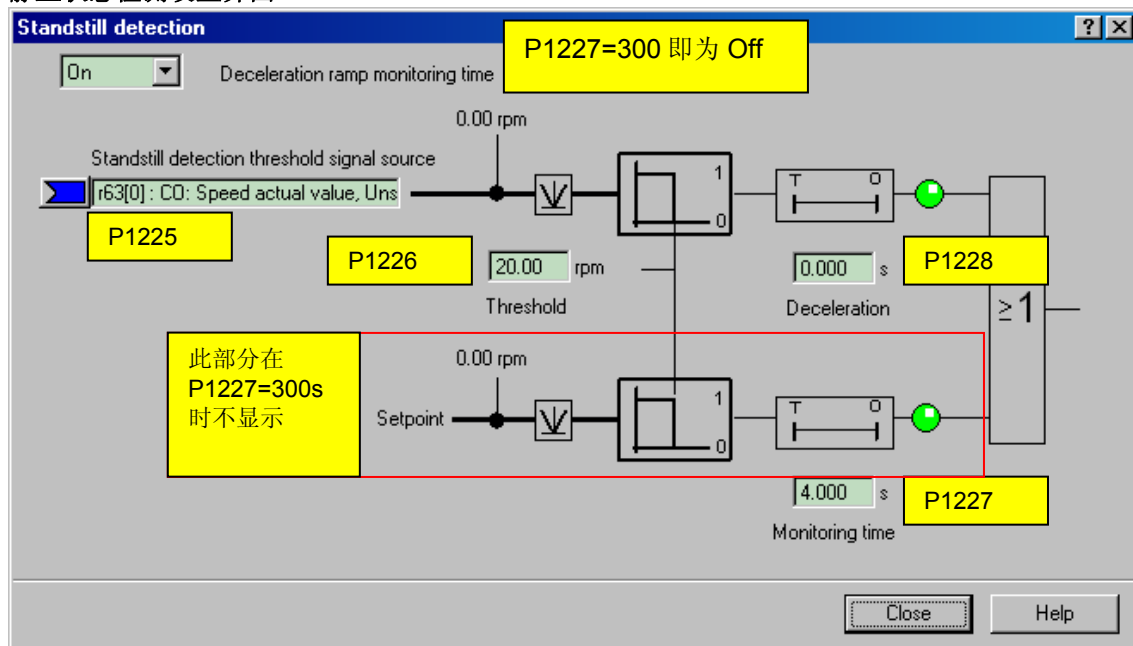 Standstill detection
P1227=300 即为 Off
On
Deceleration ramp monitoring time
0.00 rpm
Standstill detection threshold signal source
r63[0] : CO: Speed actual value, Uns
1
0
T 0
P1225
P1226
20.00 rpm
Threshold
0.000 s
P1228
Deceleration
≥1
此部分在
P1227=300s
时不显示
0.00 rpm
Setpoint
1
0
T 0
4.000 s
P1227
Monitoring time
Close
Help